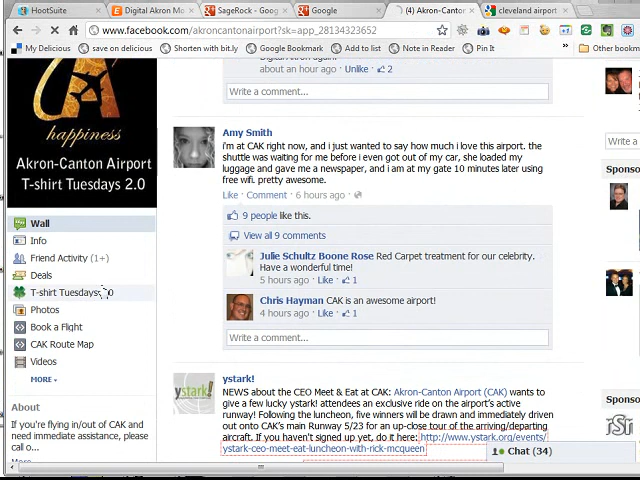 HootSuite
Digital Akron Mo
SageRock - Goog
Google
(4) Akron-Canto
cleveland airport
www.facebook.com/akroncantonairport?sk=app_28134323652
Mozy Restore
save on delicious
Shorten with bit.ly
Google Bookmark
Add to list
Note in Reader
Pin It
Other bookm
happiness
Akron-Canton Airport
T-shirt Tuesdays 2.0
Wall
Info
Friend Activity (1+)
Deals
T-shirt Tuesdays 2.0
Photos
Book a Flight
CAK Route Map
Videos
MORE
About
If you're flying in/out of CAK and
need immediate assistance, please
call o...
about an hour ago · Unlike · 2
Write a comment...
Amy Smith
i'm at CAK right now, and i just wanted to say how much i love this airport. the
shuttle was waiting for me before i even got out of my car, she loaded my
luggage and gave me a newspaper, and i am at my gate 10 minutes later using
free wifi. pretty awesome.
Like · Comment · 6 hours ago ·
9 people like this.
View all 9 comments
Julie Schultz Boone Rose Red Carpet treatment for our celebrity.
Have a wonderful time!
5 hours ago · Like · 1
Chris Hayman CAK is an awesome airport!
4 hours ago · Like · 1
Write a comment...
ystark!
ystark!
NEWS about the CEO Meet & Eat at CAK: Akron-Canton Airport (CAK) wants to
give a few lucky ystark! attendees an exclusive ride on the airport's active
runway! Following the luncheon, five winners will be drawn and immediately driven
out onto CAK's main Runway 5/23 for an up-close tour of the arriving/departing
aircraft. If you haven't signed up yet, do it here: http://www.ystark.org/events/
ystark-ceo-meet-eat-luncheon-with-rick-mcqueen
Write a
Sponso
Sponso
Chat (34)